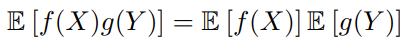 𝔼 [f(X)g(Y)] = 𝔼 [f(X)] 𝔼 [g(Y)]